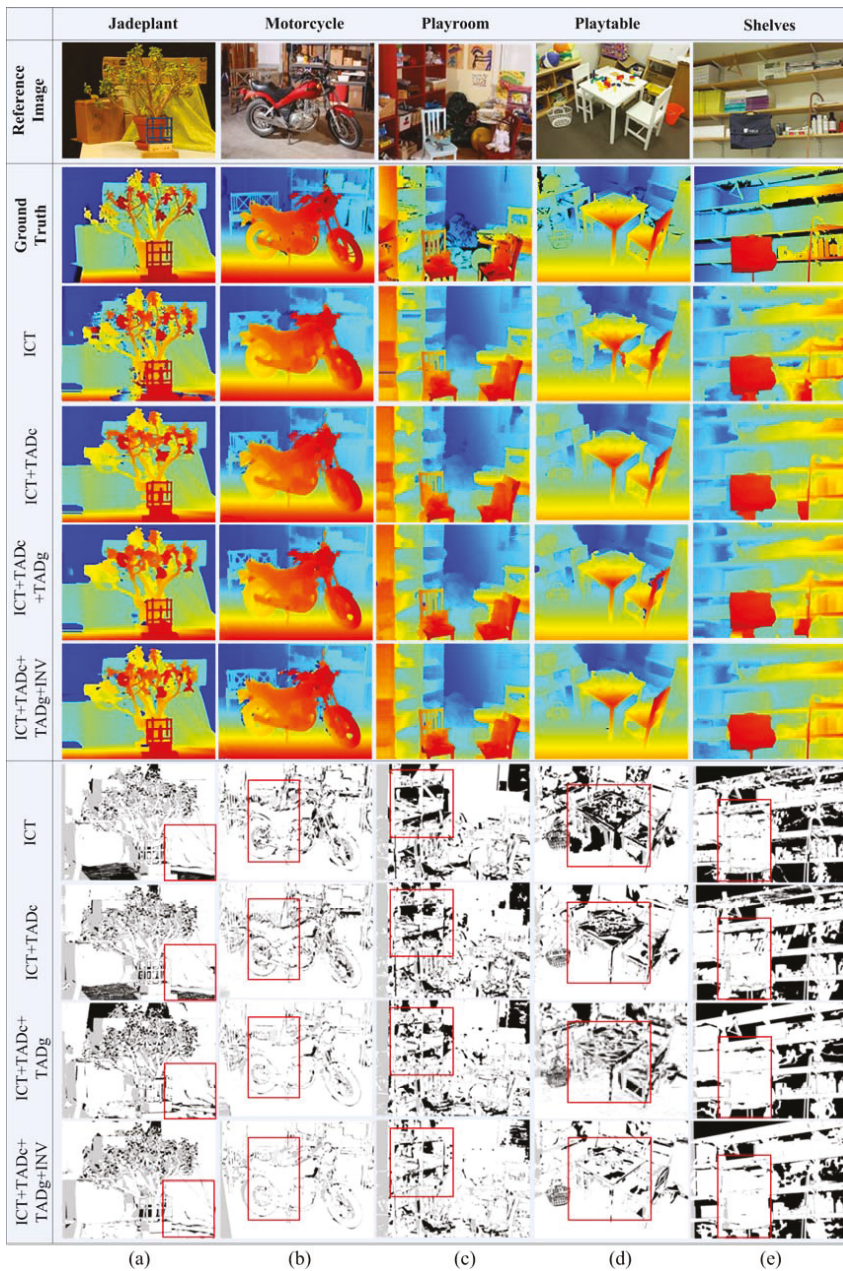 Jadeplant Motorcycle Playroom Playtable Shelves
Reference
Image
Ground
Truth
ICT
ICT+TADc
ICT+TADc
+TADg
ICT+TADc+
TADg+INV
ICT
ICT+TADc
ICT+TADc+
TADg
ICT+TADc+
TADg+INV
(a) (b) (c) (d) (e)